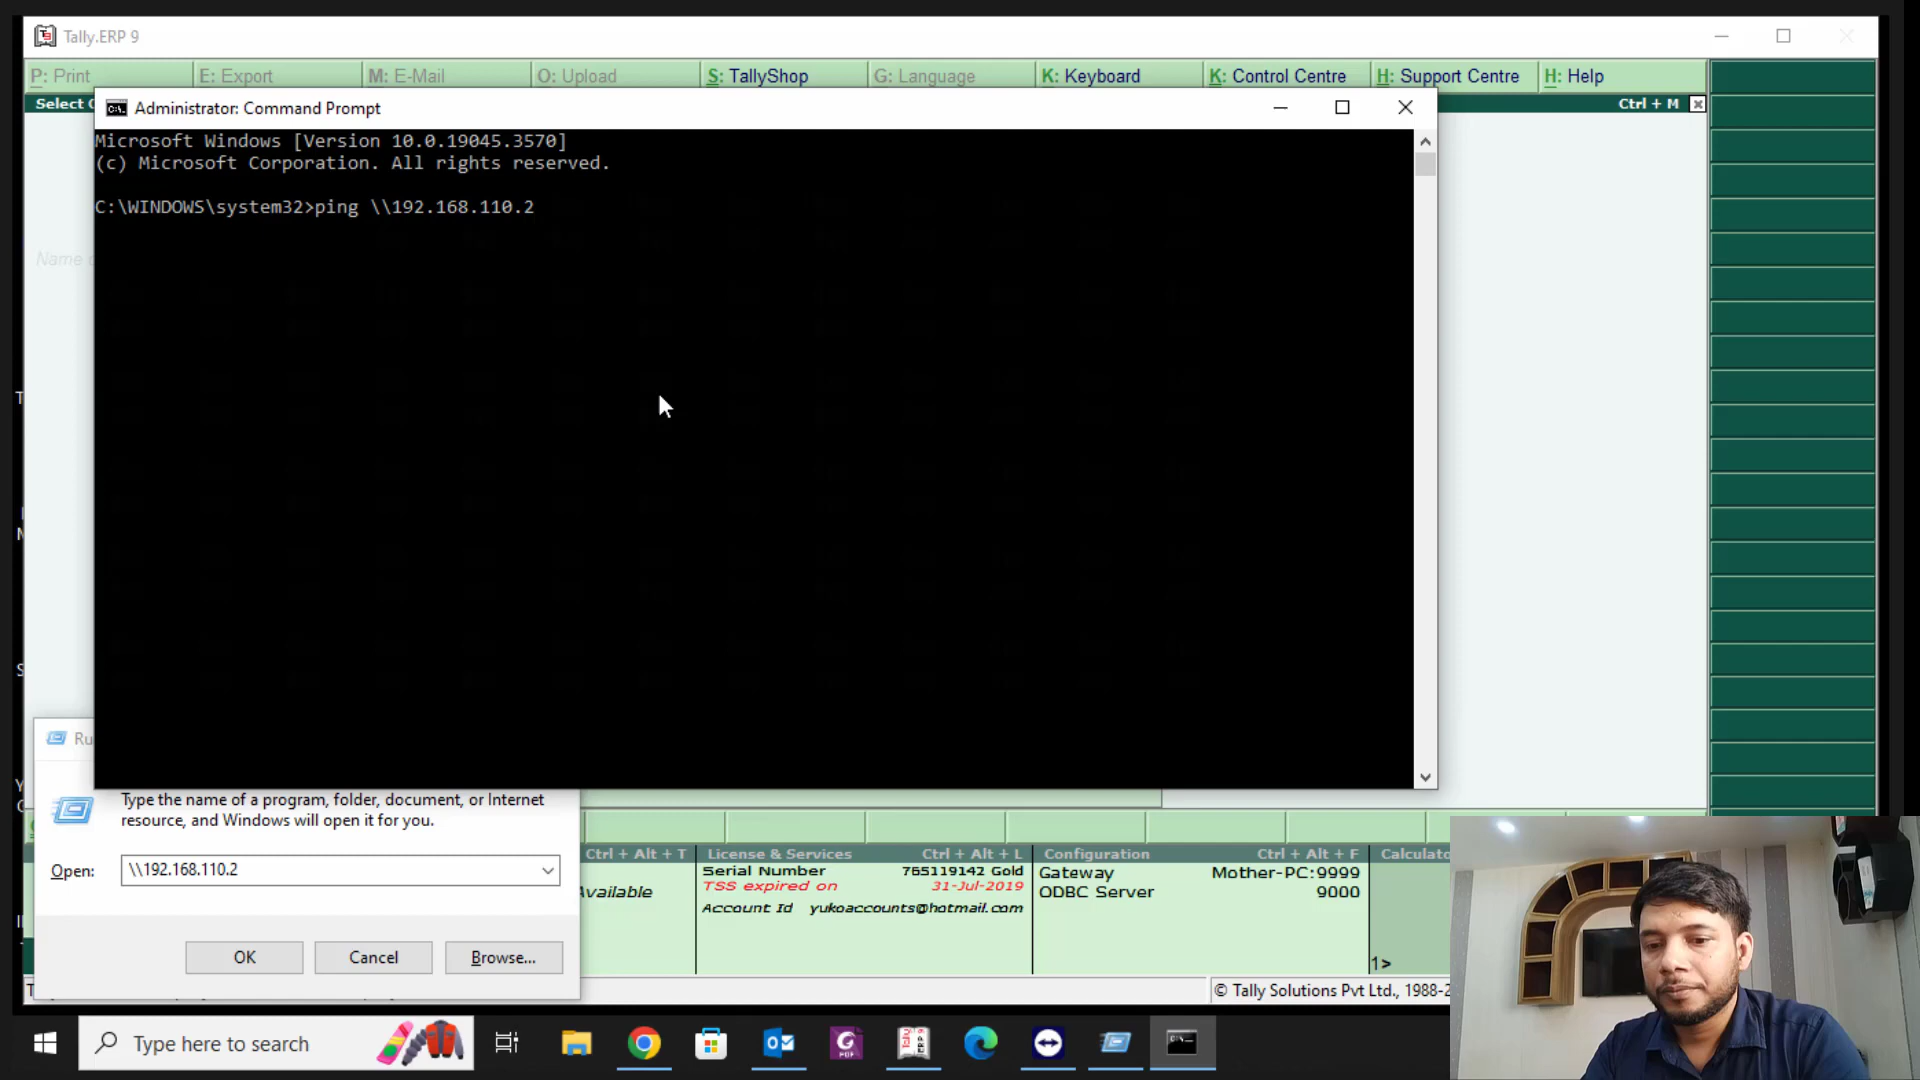 Tally.ERP 9
P: Print
E: Export
M: E-Mail
O: Upload
S: TallyShop
G: Language
K: Keyboard
K: Control Centre
H: Support Centre
H: Help
Select
Ctrl + M
Administrator: Command Prompt
Microsoft Windows [Version 10.0.19045.3570]
(c) Microsoft Corporation. All rights reserved.
C:\WINDOWS\system32>ping \\192.168.110.2
Name
Type the name of a program, folder, document, or Internet
resource, and Windows will open it for you.
Open:
\\192.168.110.2
OK
Cancel
Browse...
Ctrl + Alt + T
Available
License & Services
Ctrl + Alt + L
Serial Number
765119142 Gold
TSS expired on
31-Jul-2019
Account Id
yukoaccounts@hotmail.com
Configuration
Ctrl + Alt + F
Gateway
Mother-PC:9999
ODBC Server
9000
1>
© Tally Solutions Pvt Ltd., 1988-2
Type here to search